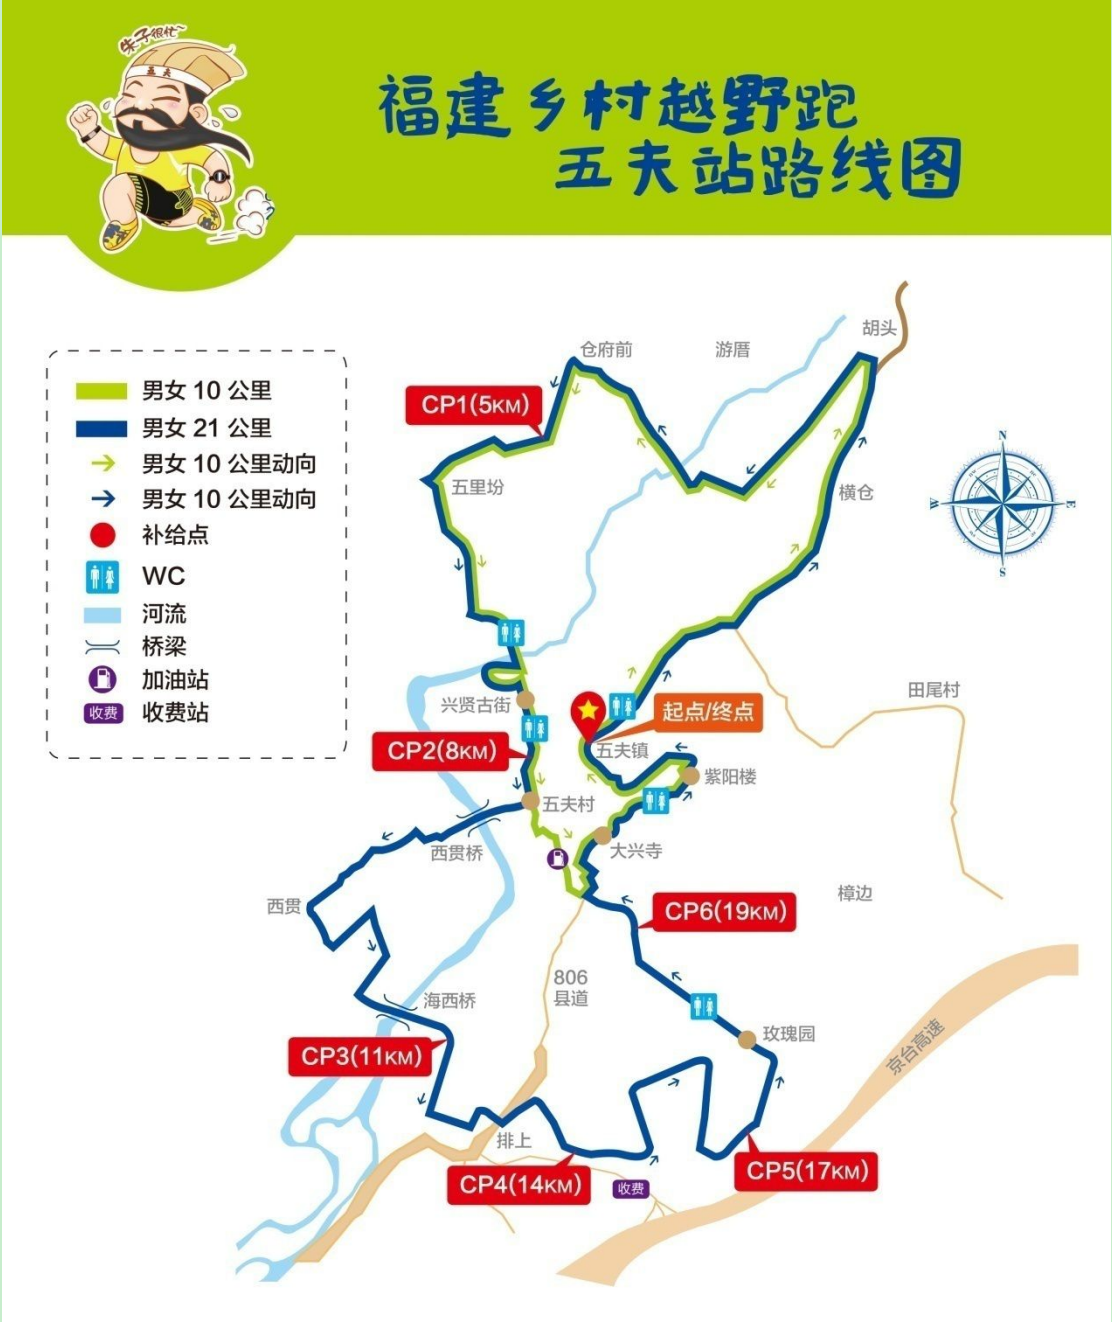 朱子很忙~
五夫
福建乡村越野跑
五夫站路线图
男女 10 公里
男女 21 公里
男女 10 公里动向
男女 10 公里动向
补给点
WC
河流
桥梁
加油站
收费 收费站
胡头
仓府前
游厝
CP1(5KM)
五里坋
横仓
N
W
E
S
田尾村
兴贤古街
起点/终点
CP2(8KM)
五夫镇
紫阳楼
五夫村
西贯桥
大兴寺
樟边
西贯
CP6(19KM)
806
县道
海西桥
玫瑰园
京台高速
CP3(11KM)
排上
CP4(14KM)
收费
CP5(17KM)